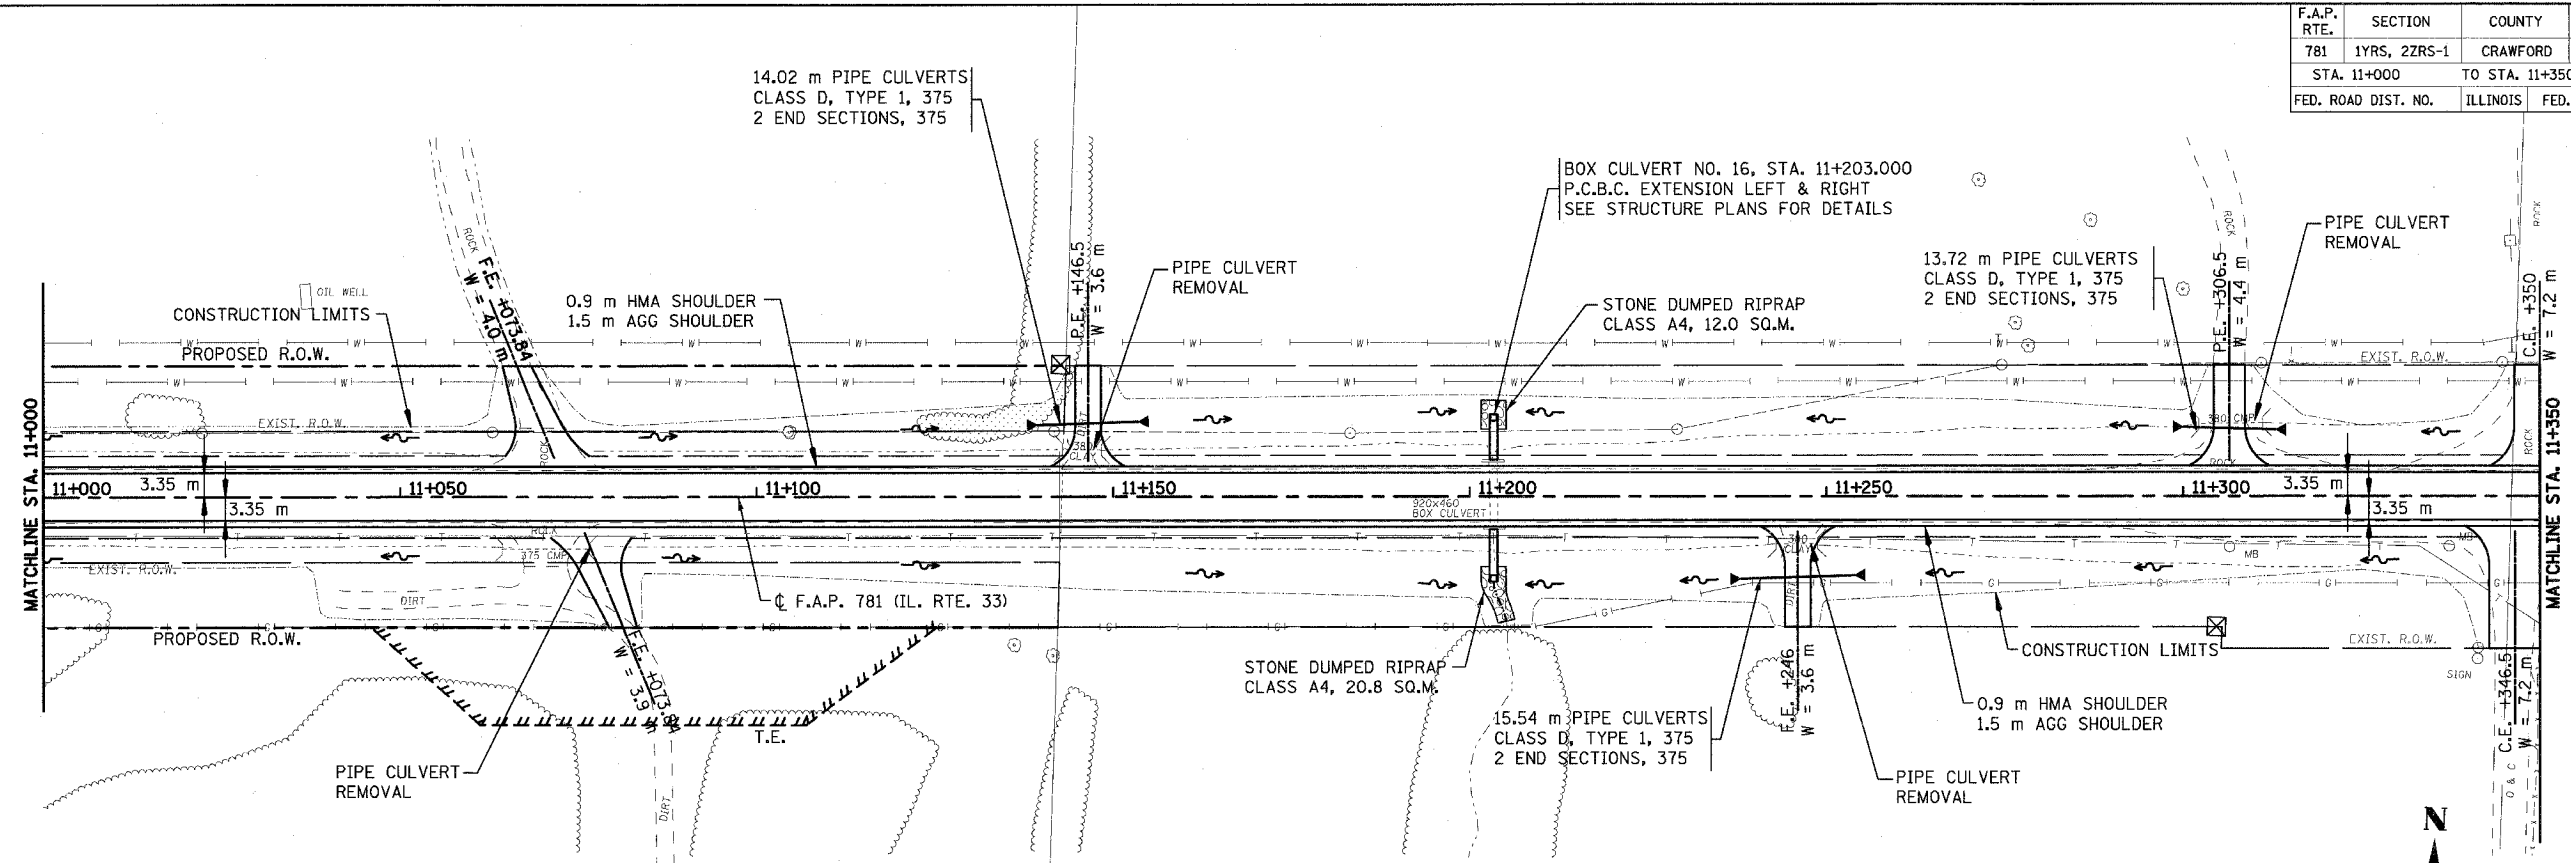 F.A.P. RTE. SECTION COUNTY
781 1YRS, 2ZRS-1 CRAWFORD
STA. 11+000 TO STA. 11+350
FED. ROAD DIST. NO. ILLINOIS FED.
14.02 m PIPE CULVERTS
CLASS D, TYPE 1, 375
2 END SECTIONS, 375
BOX CULVERT NO. 16, STA. 11+203.000
P.C.B.C. EXTENSION LEFT & RIGHT
SEE STRUCTURE PLANS FOR DETAILS
PIPE CULVERT
REMOVAL
13.72 m PIPE CULVERTS
CLASS D, TYPE 1, 375
2 END SECTIONS, 375
PIPE CULVERT
REMOVAL
STONE DUMPED RIPRAP
CLASS A4, 12.0 SQ.M.
0.9 m HMA SHOULDER
1.5 m AGG SHOULDER
OIL WELL
CONSTRUCTION LIMITS
PROPOSED R.O.W.
EXIST. R.O.W.
EXIST. R.O.W.
ROCK
F.E. +073.84
W = 4.0 m
ROCK
P.E. +146.5
W = 3.6 m
DIRT
380
CLAY
ROCK
P.E. +306.5
W = 4.4 m
380 CMP
ROCK
ROCK
C.E. +350
W = 7.2 m
ROCK
MATCHLINE STA. 11+000
11+000
11+050
11+100
11+150
11+200
11+250
11+300
MATCHLINE STA. 11+350
3.35 m
3.35 m
3.35 m
3.35 m
920x460
BOX CULVERT
ROCK
375 CMP
EXIST. R.O.W.
DIRT
PROPOSED R.O.W.
℄ F.A.P. 781 (IL. RTE. 33)
F.E. +073.84
W = 3.9 m
DIRT
T.E.
PIPE CULVERT
REMOVAL
STONE DUMPED RIPRAP
CLASS A4, 20.8 SQ.M.
380
CLAY
DIRT
F.E. +246
W = 3.6 m
15.54 m PIPE CULVERTS
CLASS D, TYPE 1, 375
2 END SECTIONS, 375
PIPE CULVERT
REMOVAL
0.9 m HMA SHOULDER
1.5 m AGG SHOULDER
CONSTRUCTION LIMITS
MB
MB
EXIST. R.O.W.
SIGN
C.E. +346.5
W = 7.2 m
O & C
N